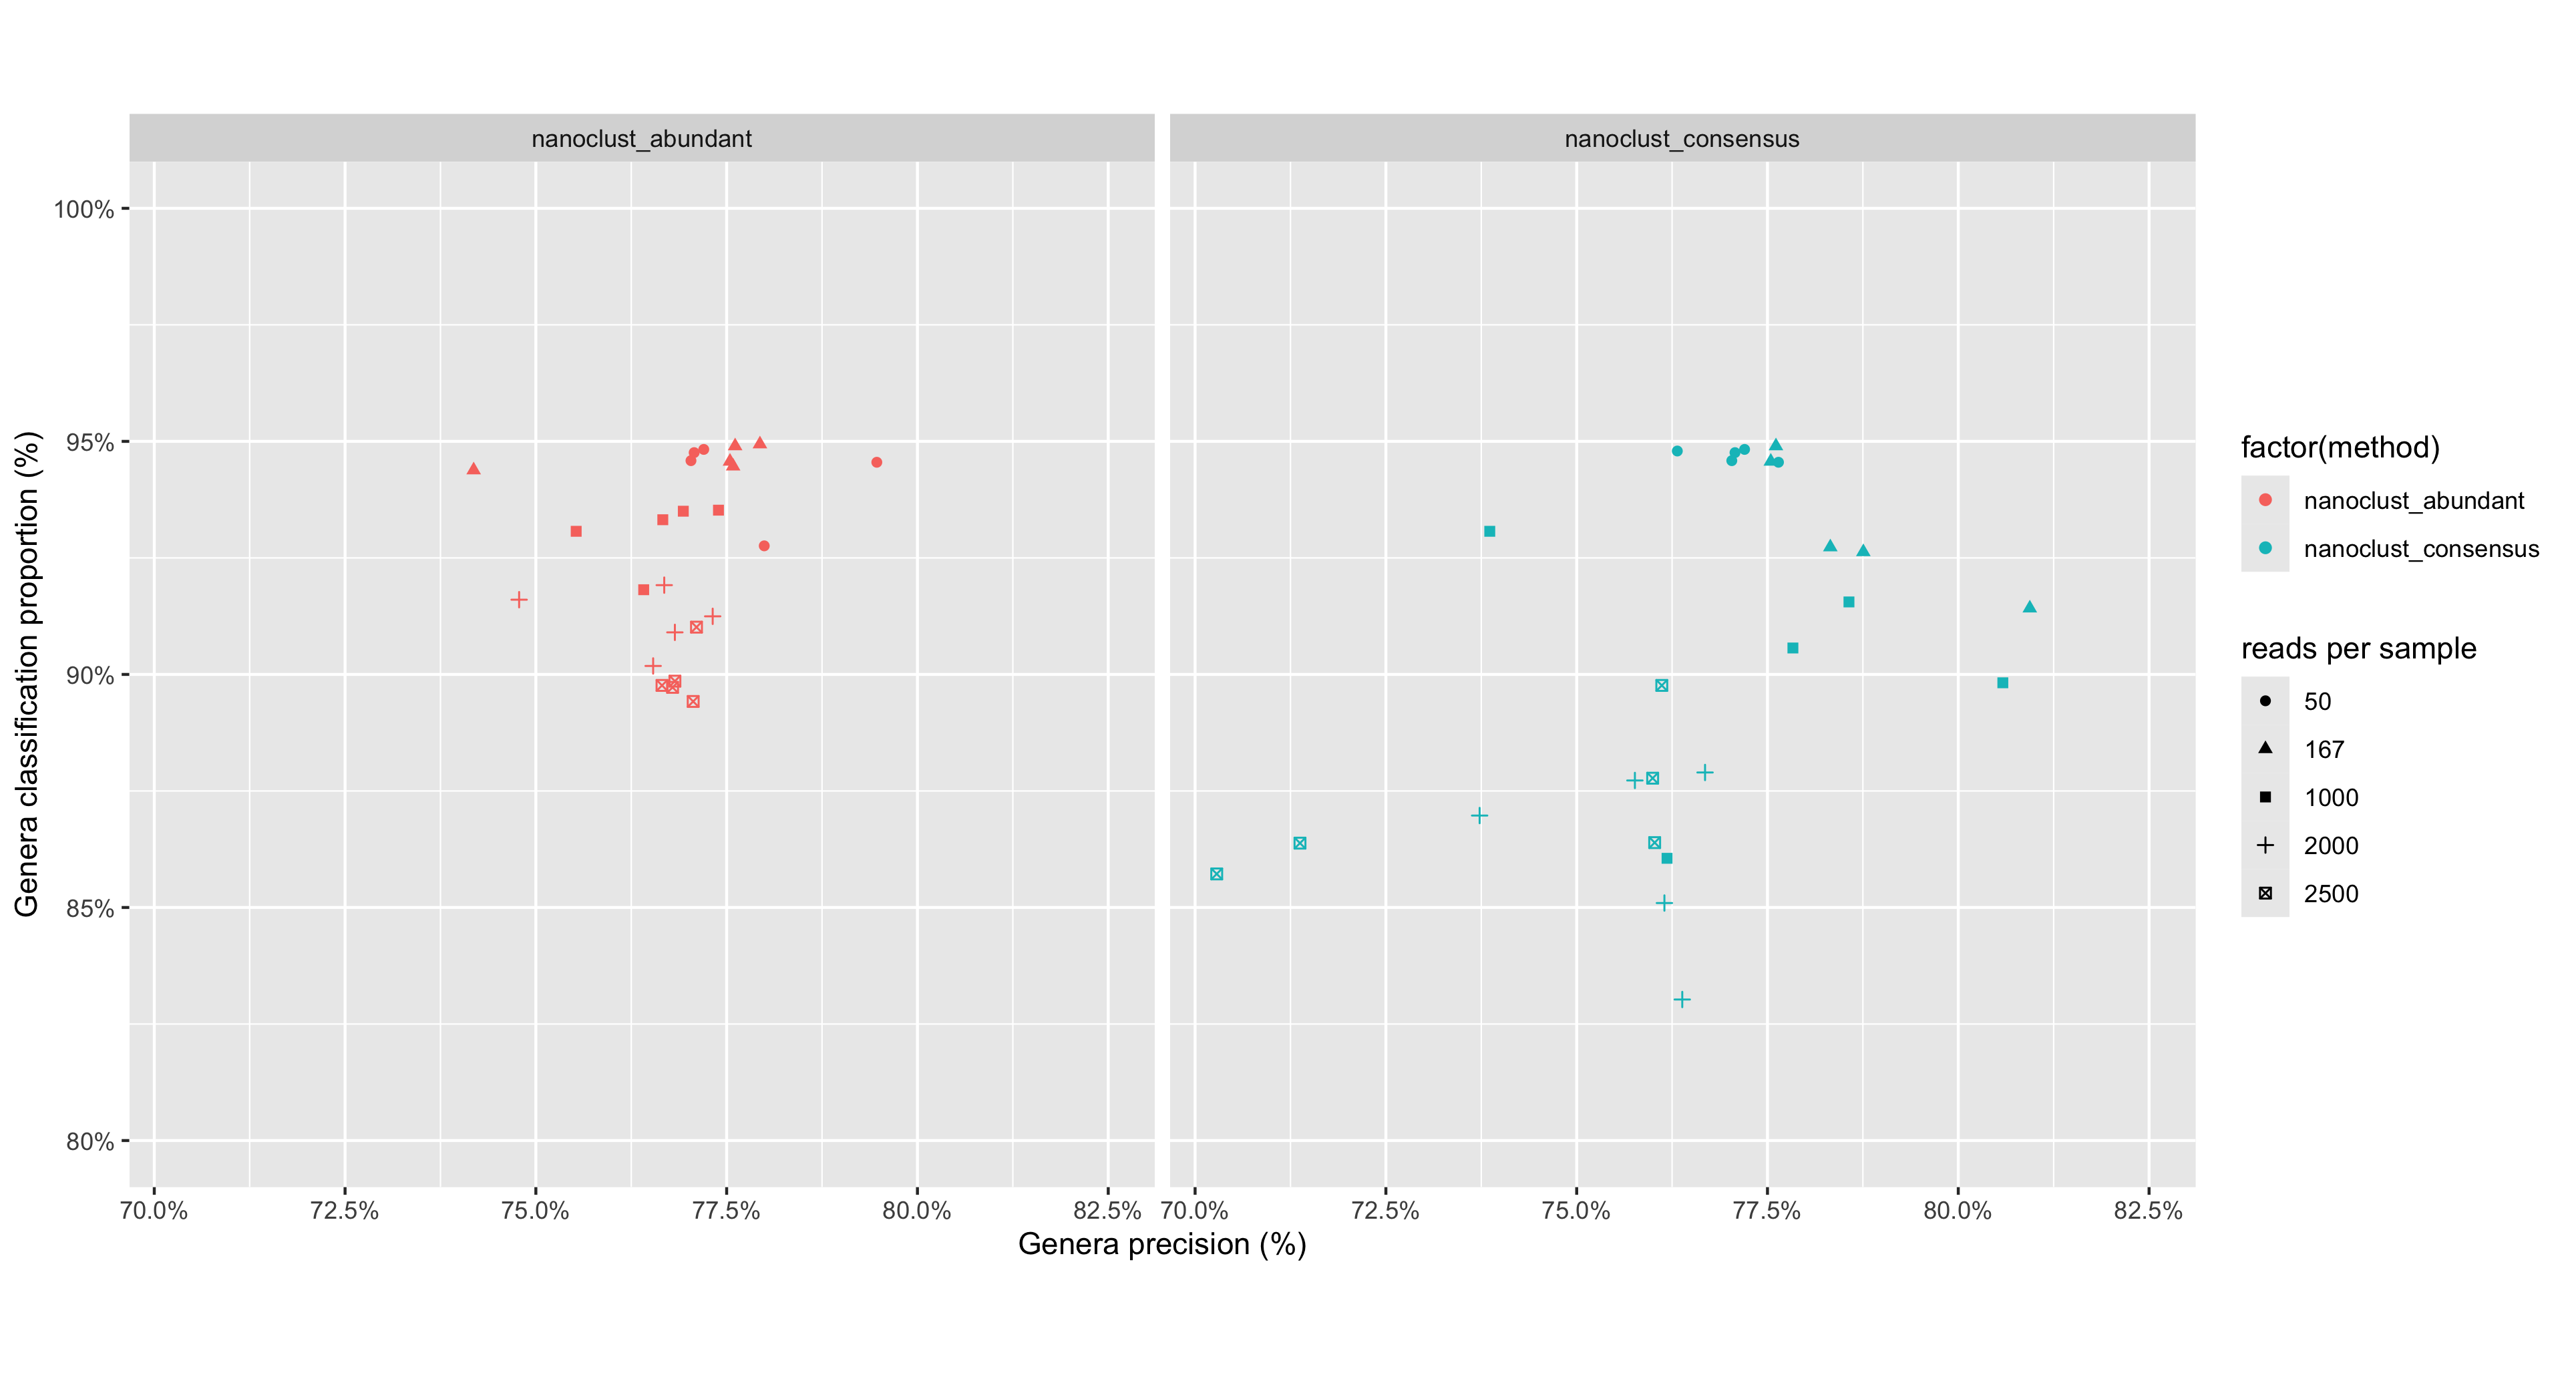 nanoclust_abundant
nanoclust_consensus
100%
95%
90%
85%
80%
Genera classification proportion (%)
70.0% 72.5% 75.0% 77.5% 80.0% 82.5% 70.0% 72.5% 75.0% 77.5% 80.0% 82.5%
Genera precision (%)
factor(method)
nanoclust_abundant
nanoclust_consensus
reads per sample
50
167
1000
2000
2500